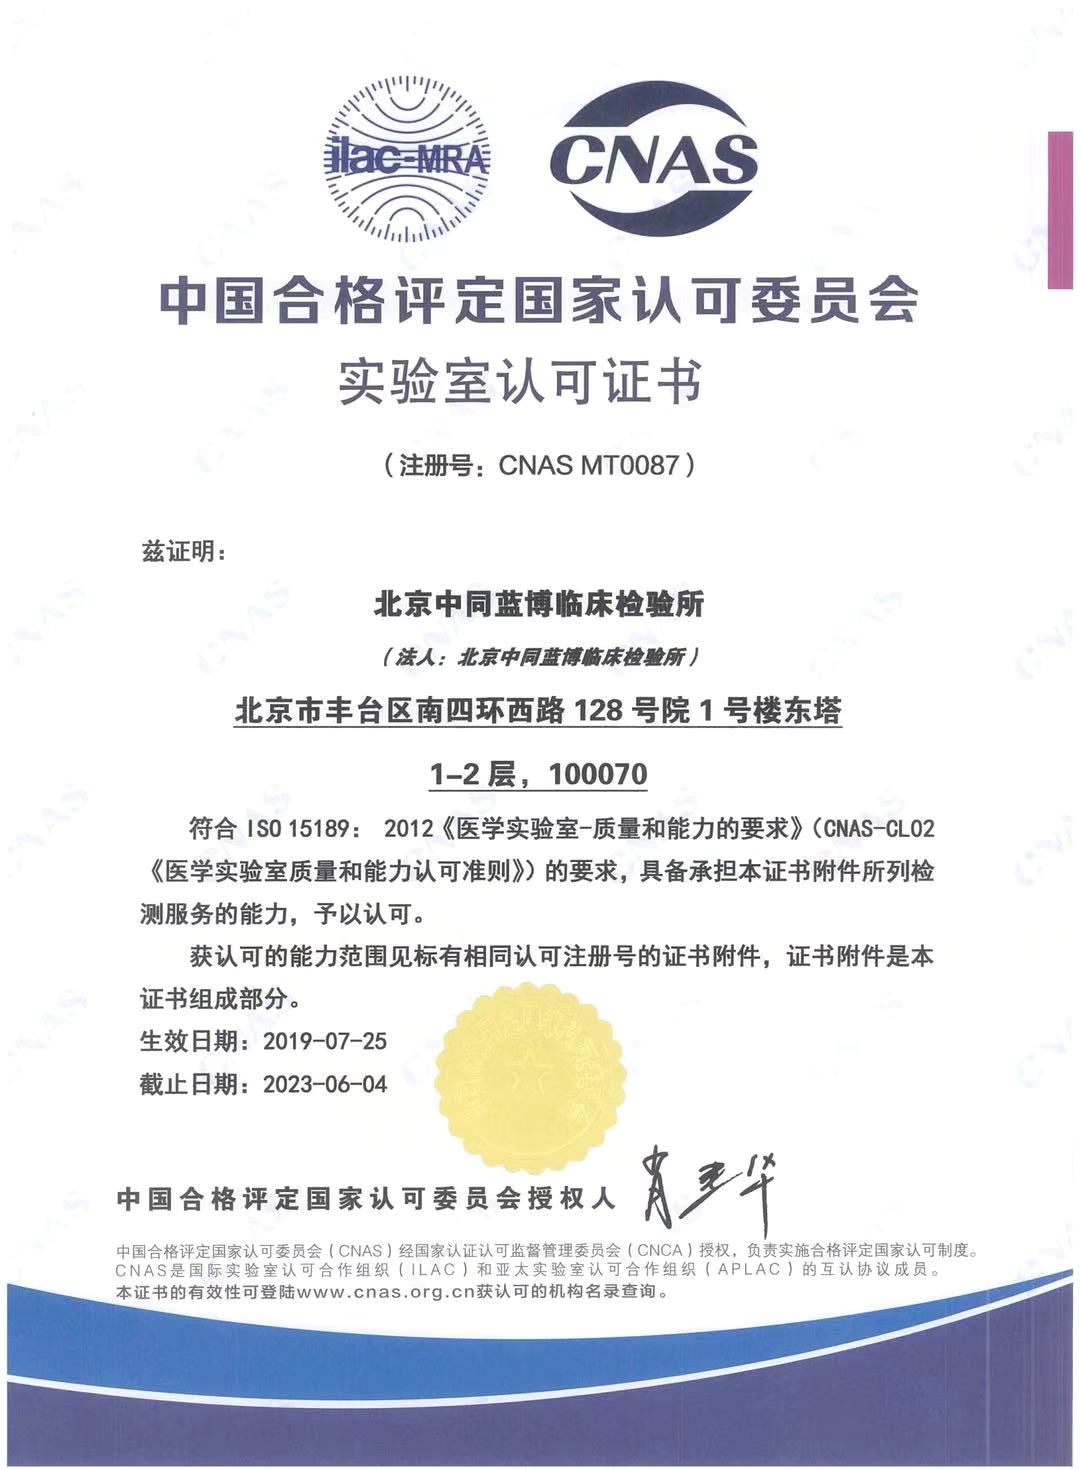 ilac-MRA
CNAS
中国合格评定国家认可委员会
实验室认可证书
（注册号：CNAS MT0087）
兹证明：
北京中同蓝博临床检验所
（法人：北京中同蓝博临床检验所）
北京市丰台区南四环西路 128 号院 1 号楼东塔
1-2 层，100070
符合 ISO 15189： 2012《医学实验室-质量和能力的要求》（CNAS-CL02
《医学实验室质量和能力认可准则》）的要求，具备承担本证书附件所列检
测服务的能力，予以认可。
获认可的能力范围见标有相同认可注册号的证书附件，证书附件是本
证书组成部分。
生效日期：2019-07-25
截止日期：2023-06-04
中国合格评定国家认可委员会授权人
中国合格评定国家认可委员会（CNAS）经国家认证认可监督管理委员会（CNCA）授权，负责实施合格评定国家认可制度。
CNAS是国际实验室认可合作组织（ILAC）和亚太实验室认可合作组织（APLAC）的互认协议成员。
本证书的有效性可登陆www.cnas.org.cn获认可的机构名录查询。